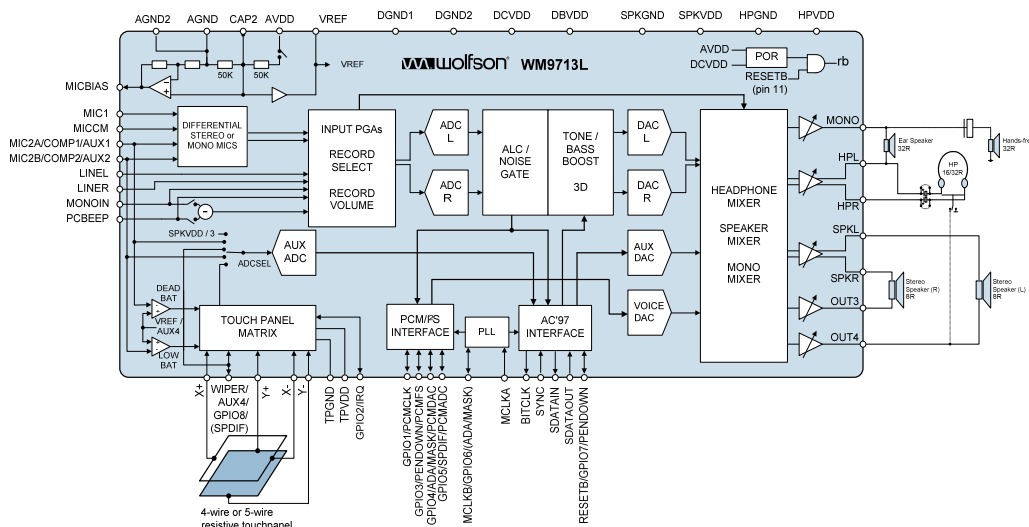 AGND2 AGND CAP2 AVDD VREF DGND1 DGND2 DCVDD DBVDD SPKGND SPKVDD HPGND HPVDD
50K 50K
VREF
wolfson WM9713L
AVDD
DCVDD
POR
RESETB
(pin 11)
rb
MICBIAS
MIC1
MICCM
MIC2A/COMP1/AUX1
MIC2B/COMP2/AUX2
LINEL
LINER
MONOIN
PCBEEP
DIFFERENTIAL
STEREO or
MONO MICS
INPUT PGAs
RECORD
SELECT
RECORD
VOLUME
ADC
L
ADC
R
ALC /
NOISE
GATE
TONE /
BASS
BOOST
3D
DAC
L
DAC
R
HEADPHONE
MIXER
SPEAKER
MIXER
MONO
MIXER
MONO
HPL
HPR
SPKL
SPKR
OUT3
OUT4
Ear Speaker
32R
Hands-fre
32R
HP
16/32R
Stereo
Speaker (R)
8R
Stereo
Speaker (L)
8R
SPKVDD / 3
ADCSEL
AUX
ADC
AUX
DAC
VOICE
DAC
DEAD
BAT
VREF /
AUX4
LOW
BAT
TOUCH PANEL
MATRIX
PCM/I²S
INTERFACE
PLL
AC'97
INTERFACE
X+
WIPER/
AUX4/
GPIO8/
(SPDIF)
Y+
X-
Y-
TPGND
TPVDD
GPIO2/IRQ
GPIO1/PCMCLK
GPIO3/PENDOWN/PCMFS
GPIO4/ADA/MASK/PCMDAC
GPIO5/SPDIF/PCMADC
MCLKB/GPIO6/(ADA/MASK)
MCLKA
BITCLK
SYNC
SDATAIN
SDATAOUT
RESETB/GPIO7/PENDOWN
4-wire or 5-wire
resistive touchpanel